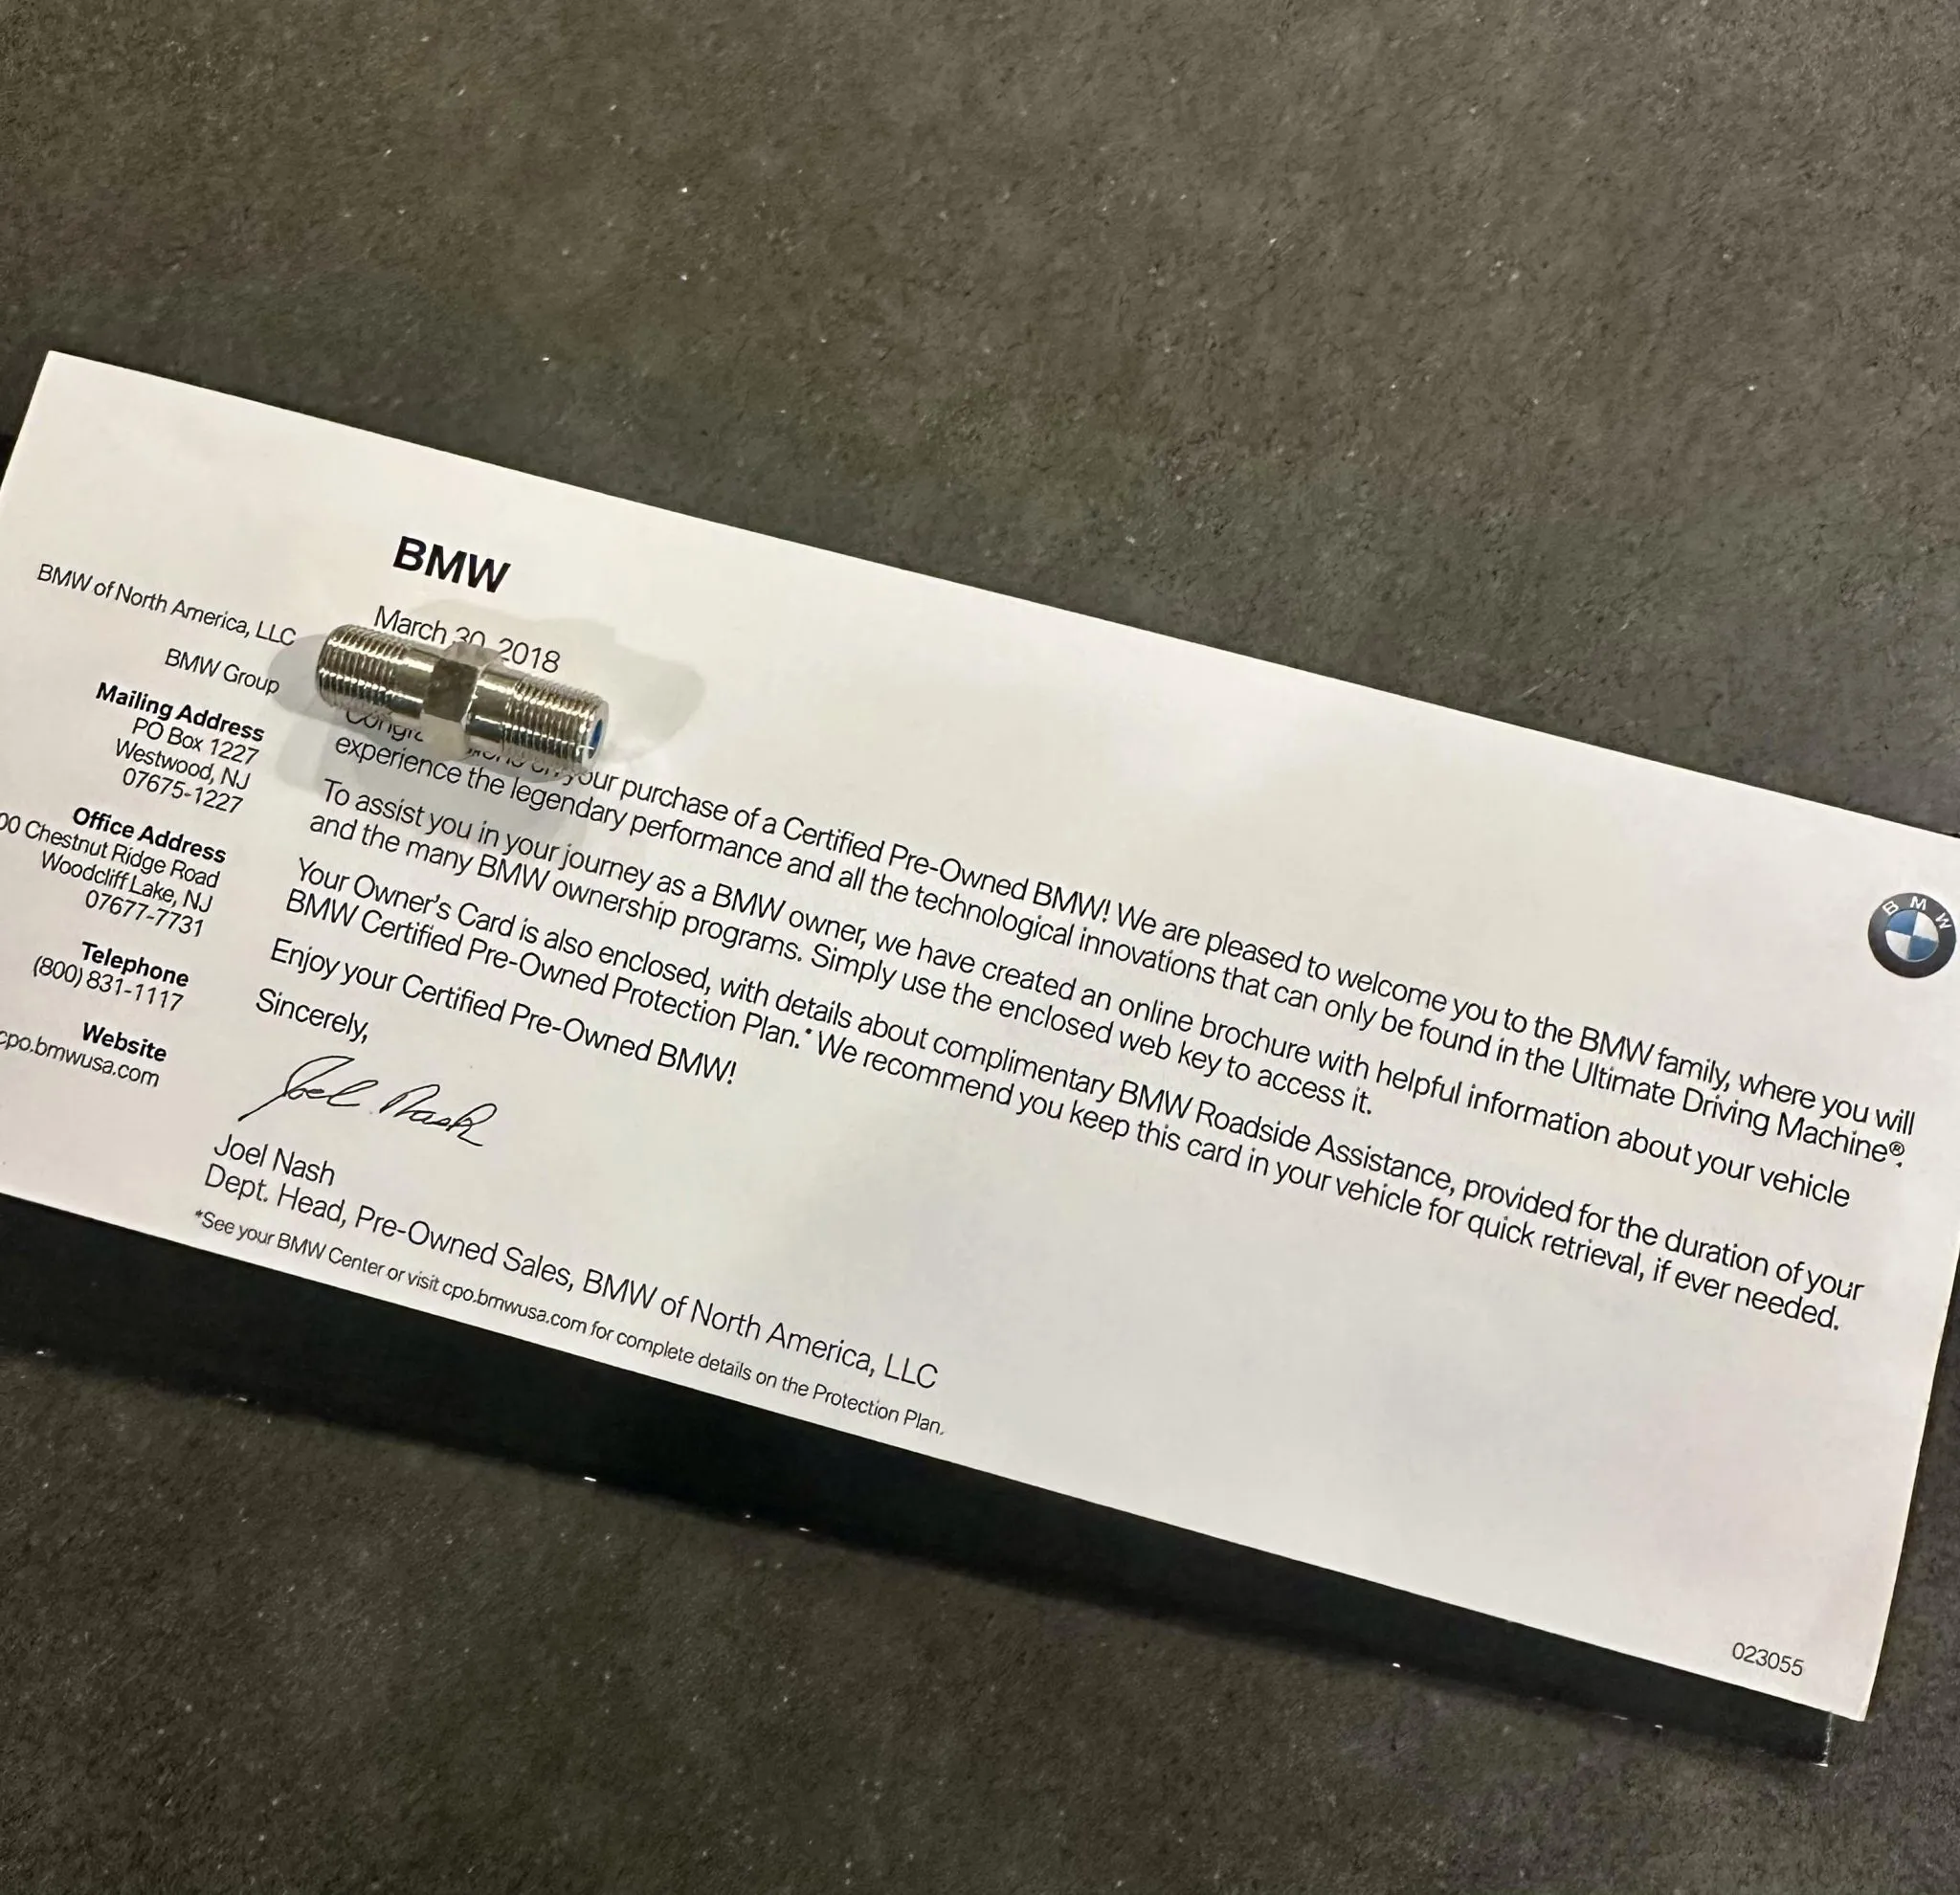 BMW
BMW of North America, LLC
BMW Group
Mailing Address
PO Box 1227
Westwood, NJ
07675-1227
Office Address
00 Chestnut Ridge Road
Woodcliff Lake, NJ
07677-7731
Telephone
(800) 831-1117
Website
cpo.bmwusa.com
March 30, 2018
your purchase of a Certified Pre-Owned BMW! We are pleased to welcome you to the BMW family, where you will
experience the legendary performance and all the technological innovations that can only be found in the Ultimate Driving Machine®.
To assist you in your journey as a BMW owner, we have created an online brochure with helpful information about your vehicle
and the many BMW ownership programs. Simply use the enclosed web key to access it.
Your Owner's Card is also enclosed, with details about complimentary BMW Roadside Assistance, provided for the duration of your
BMW Certified Pre-Owned Protection Plan.* We recommend you keep this card in your vehicle for quick retrieval, if ever needed.
Enjoy your Certified Pre-Owned BMW!
Sincerely,
Joel Nash
Joel Nash
Dept. Head, Pre-Owned Sales, BMW of North America, LLC
*See your BMW Center or visit cpo.bmwusa.com for complete details on the Protection Plan.
BMW
023055